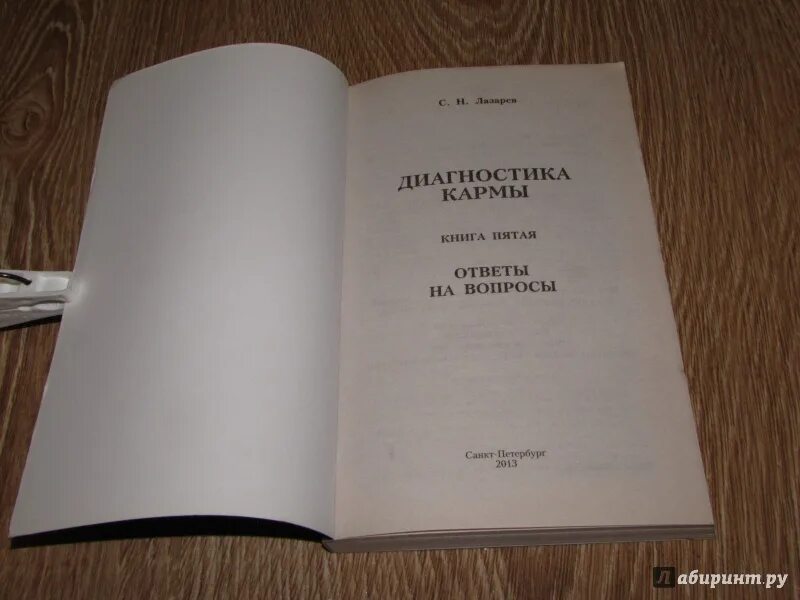 С. Н. Лазарев
ДИАГНОСТИКА
КАРМЫ
КНИГА ПЯТАЯ
ОТВЕТЫ
НА ВОПРОСЫ
Санкт-Петербург
2013
Лабиринт.ру